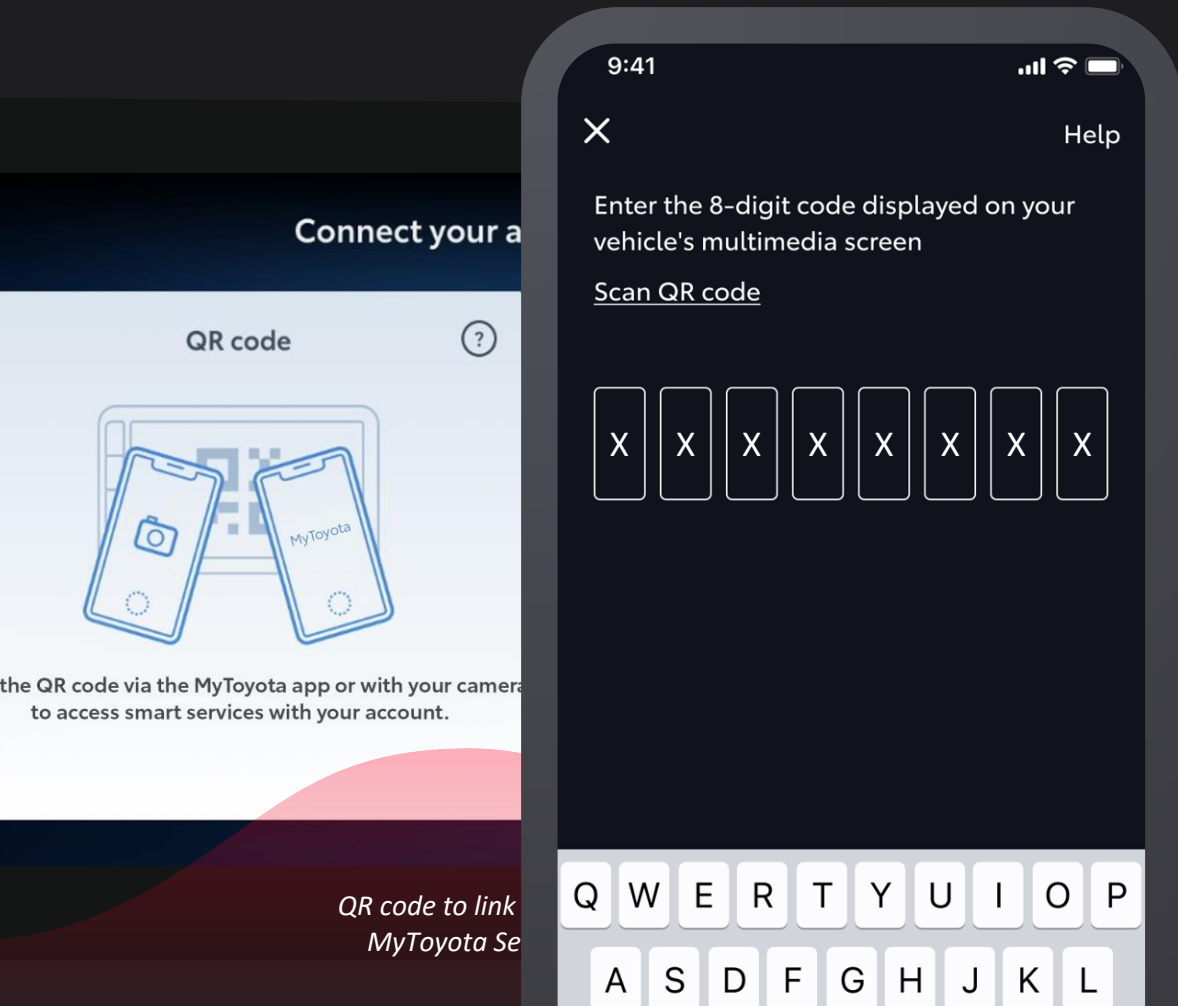 Connect your a
QR code
?
MyToyota
the QR code via the MyToyota app or with your camera
to access smart services with your account.
QR code to link
MyToyota Se
9:41
Help
Enter the 8-digit code displayed on your
vehicle's multimedia screen
Scan QR code
X X X X X X X X
Q W E R T Y U I O P
A S D F G H J K L